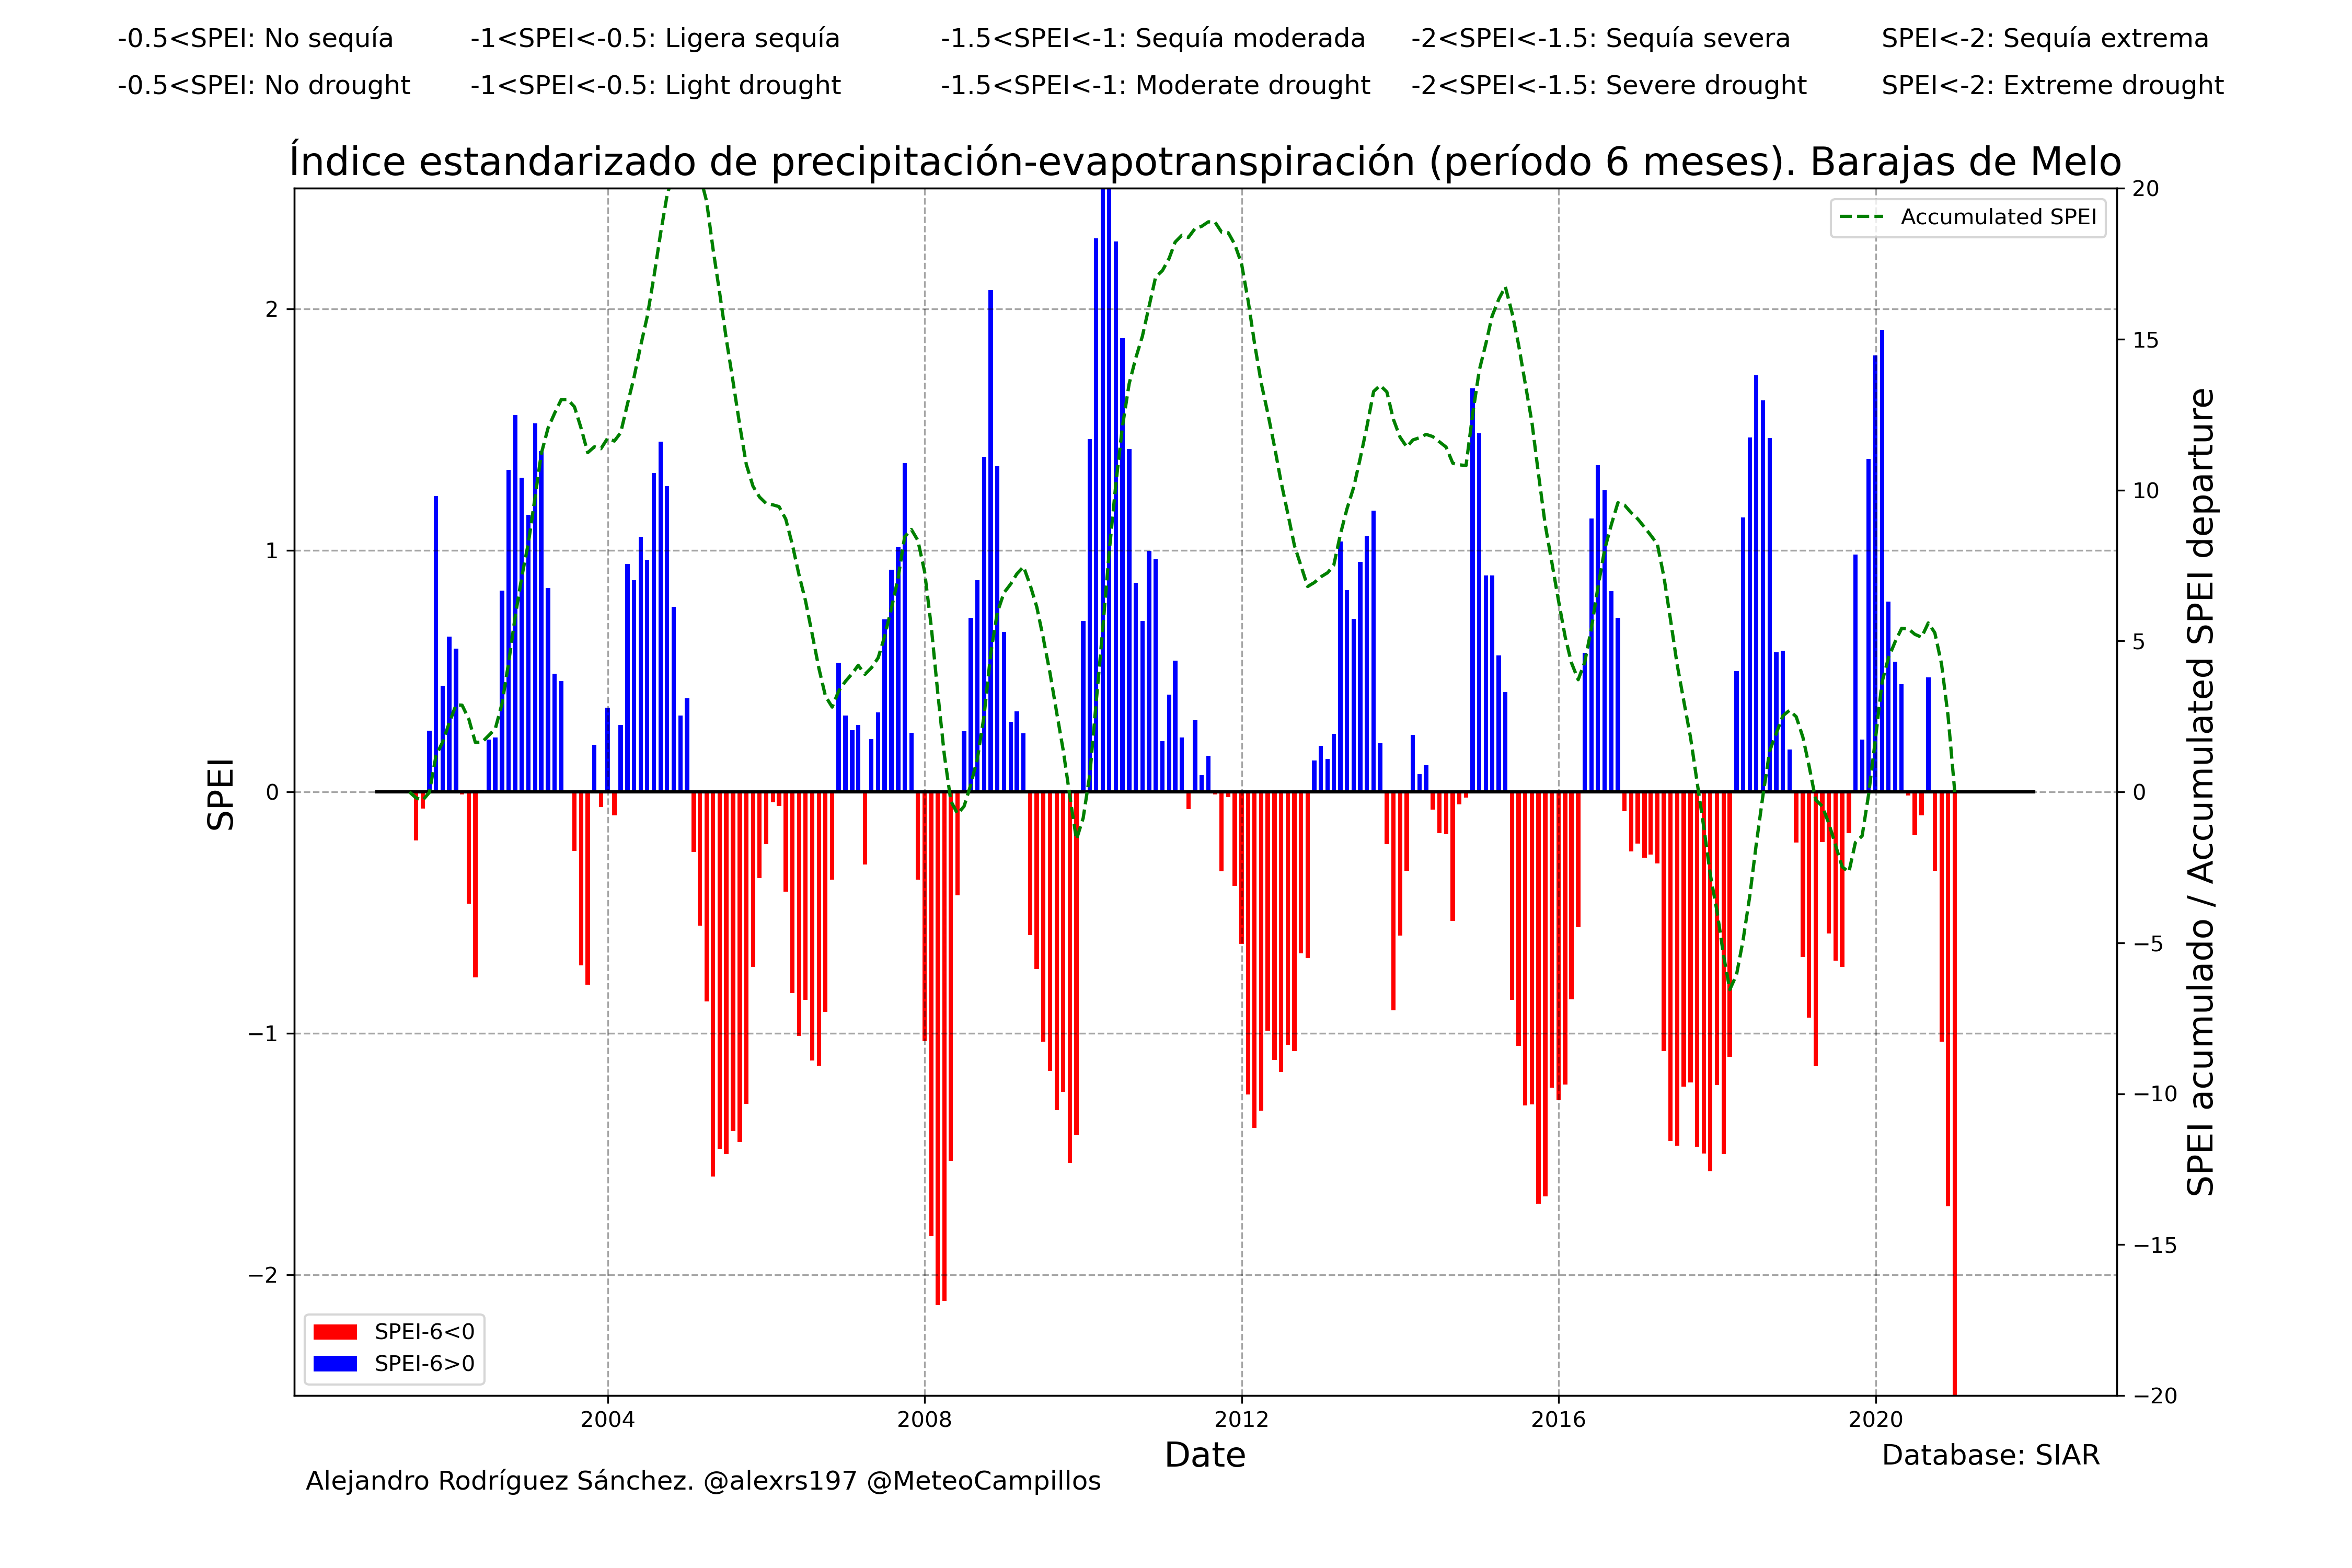 -0.5<SPEI: No sequía -1<SPEI<-0.5: Ligera sequía -1.5<SPEI<-1: Sequía moderada -2<SPEI<-1.5: Sequía severa SPEI<-2: Sequía extrema
-0.5<SPEI: No drought -1<SPEI<-0.5: Light drought -1.5<SPEI<-1: Moderate drought -2<SPEI<-1.5: Severe drought SPEI<-2: Extreme drought
Índice estandarizado de precipitación-evapotranspiración (período 6 meses). Barajas de Melo
Accumulated SPEI
SPEI
2
1
0
−1
−2
20
15
10
5
0
−5
−10
−15
−20
SPEI acumulado / Accumulated SPEI departure
SPEI-6<0
SPEI-6>0
2004 2008 2012 2016 2020
Date
Database: SIAR
Alejandro Rodríguez Sánchez. @alexrs197 @MeteoCampillos